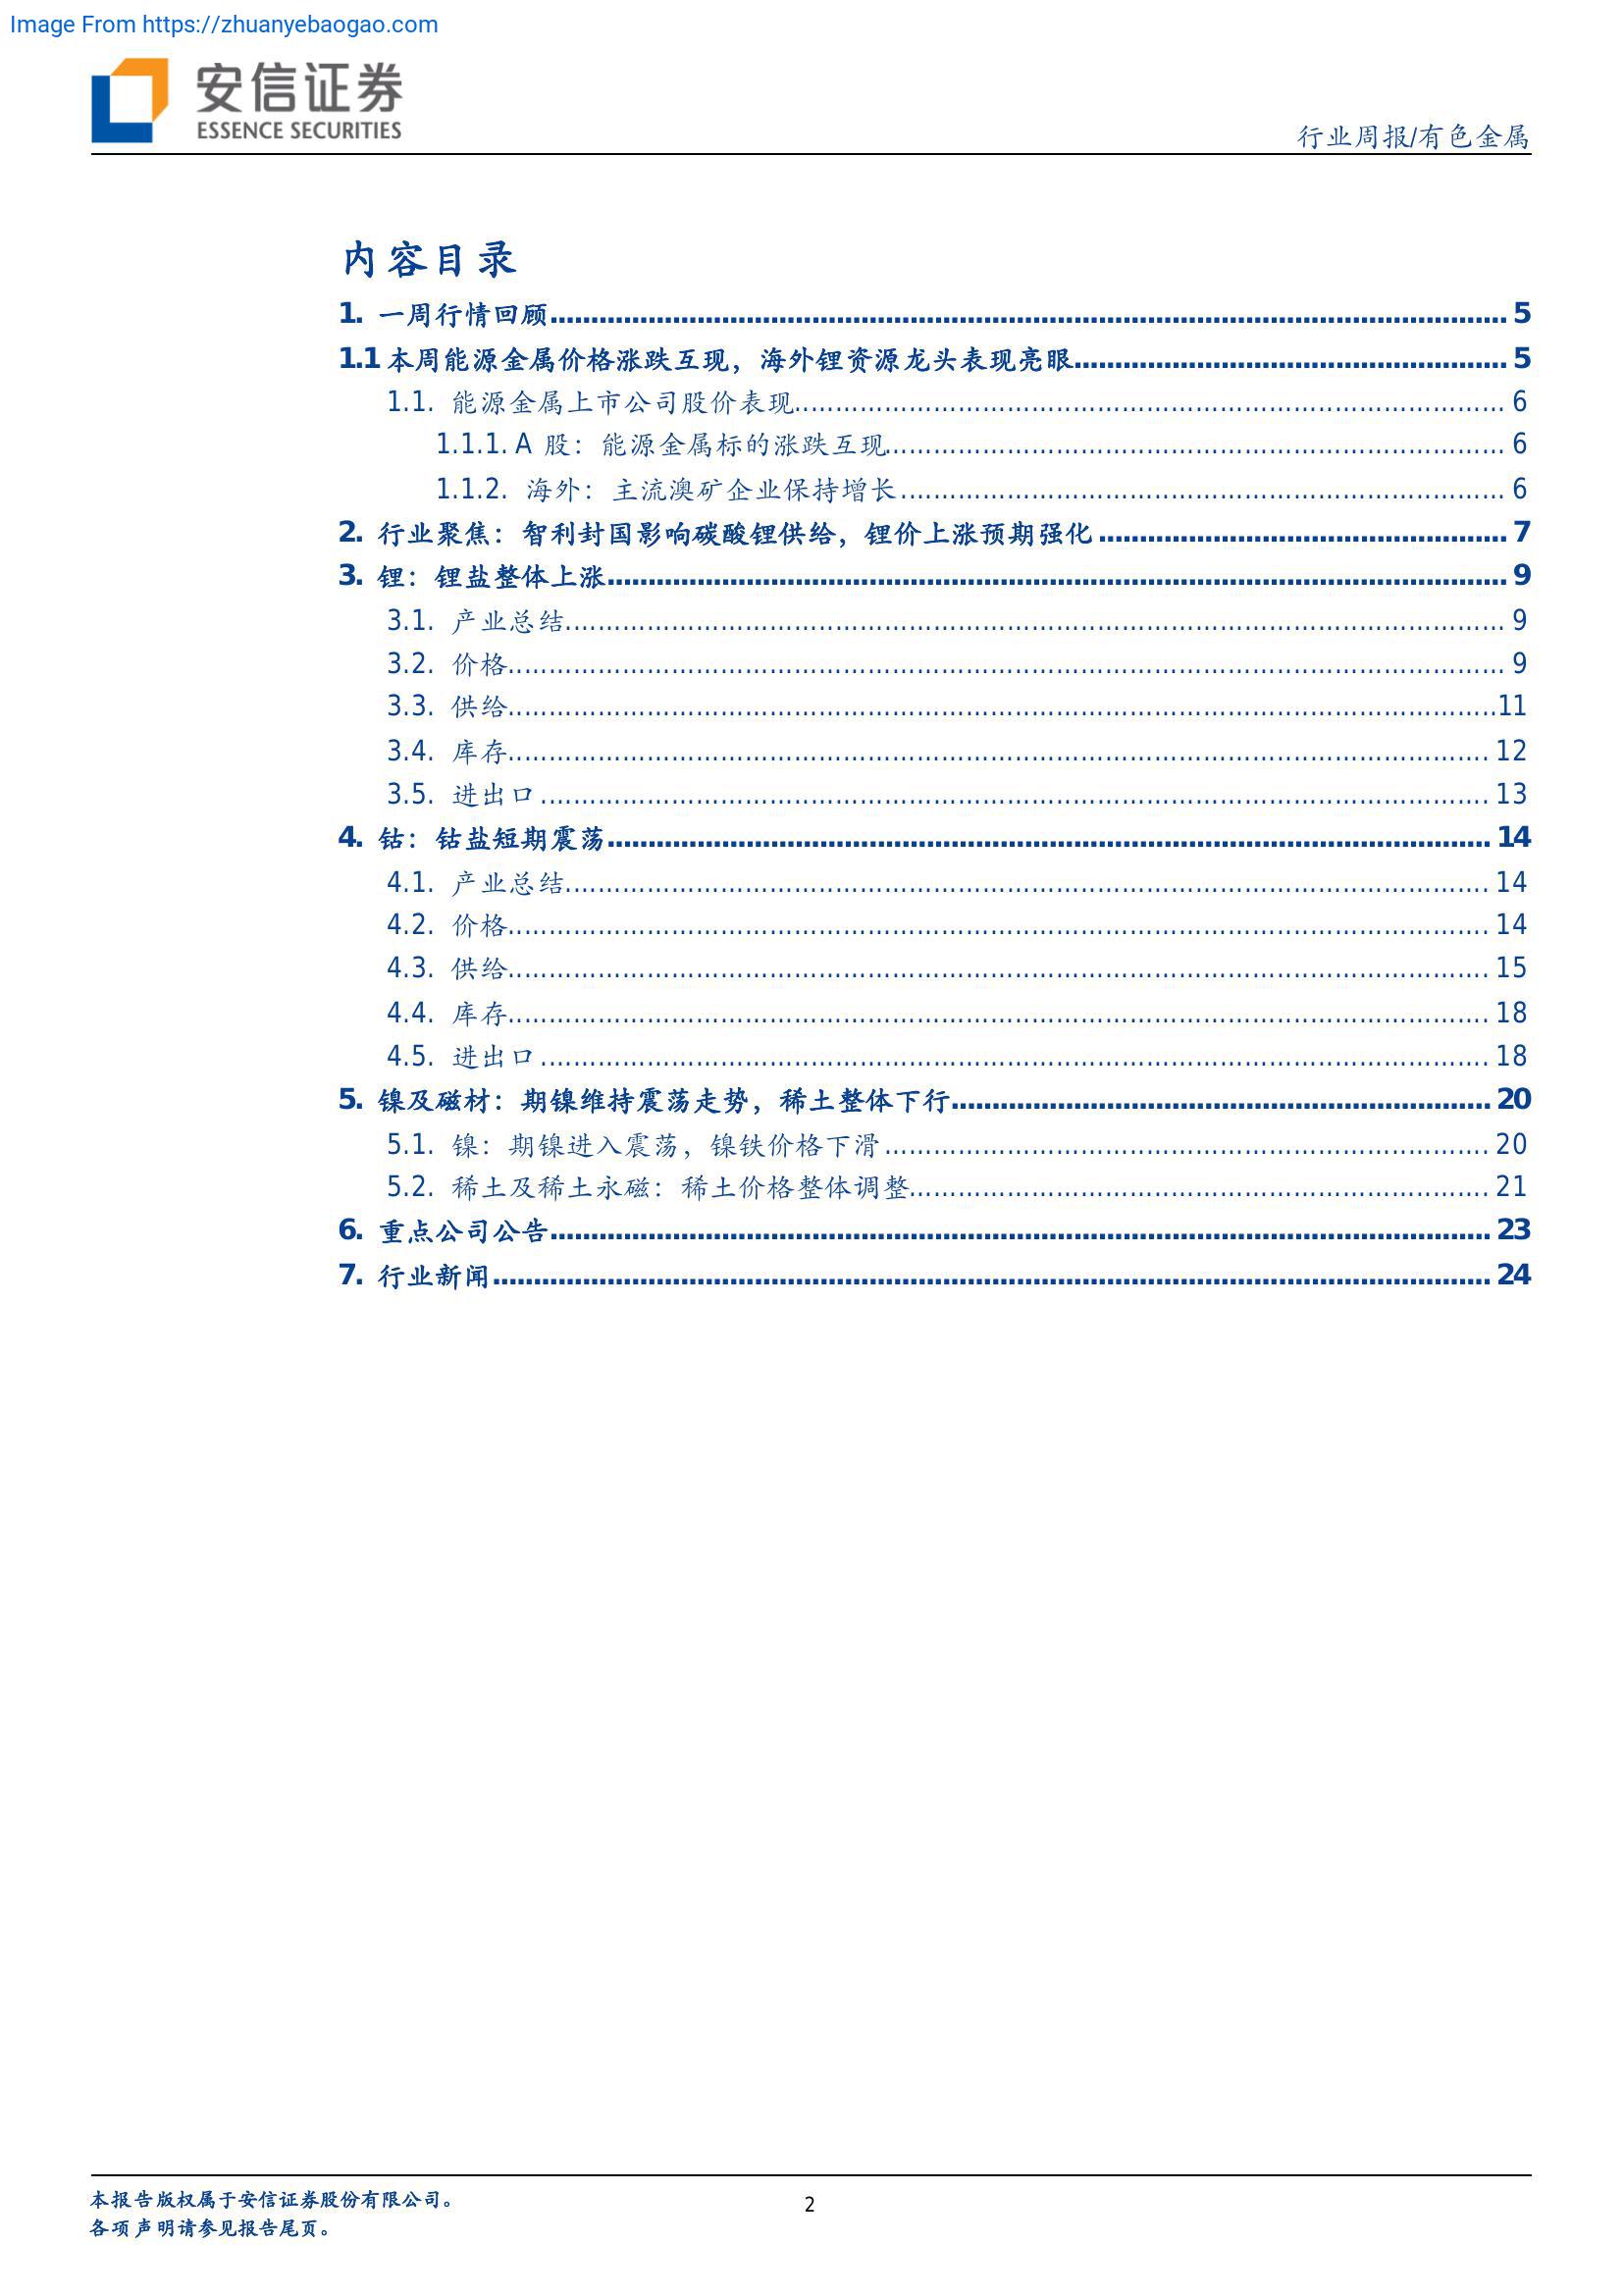 Image From https://zhuanyebaogao.com
安信证券
ESSENCE SECURITIES
行业周报/有色金属
内容目录
1. 一周行情回顾 5
1.1 本周能源金属价格涨跌互现，海外锂资源龙头表现亮眼 5
1.1. 能源金属上市公司股价表现 6
1.1.1. A 股：能源金属标的涨跌互现 6
1.1.2. 海外：主流澳矿企业保持增长 6
2. 行业聚焦：智利封国影响碳酸锂供给，锂价上涨预期强化 7
3. 锂：锂盐整体上涨 9
3.1. 产业总结 9
3.2. 价格 9
3.3. 供给 11
3.4. 库存 12
3.5. 进出口 13
4. 钴：钴盐短期震荡 14
4.1. 产业总结 14
4.2. 价格 14
4.3. 供给 15
4.4. 库存 18
4.5. 进出口 18
5. 镍及磁材：期镍维持震荡走势，稀土整体下行 20
5.1. 镍：期镍进入震荡，镍铁价格下滑 20
5.2. 稀土及稀土永磁：稀土价格整体调整 21
6. 重点公司公告 23
7. 行业新闻 24
本报告版权属于安信证券股份有限公司。
2
各项声明请参见报告尾页。